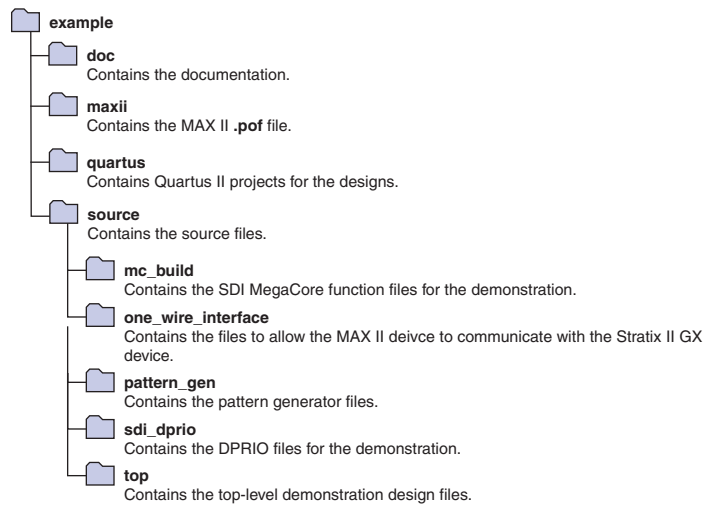 example
doc
Contains the documentation.
maxii
Contains the MAX II .pof file.
quartus
Contains Quartus II projects for the designs.
source
Contains the source files.
mc_build
Contains the SDI MegaCore function files for the demonstration.
one_wire_interface
Contains the files to allow the MAX II deivce to communicate with the Stratix II GX
device.
pattern_gen
Contains the pattern generator files.
sdi_dprio
Contains the DPRIO files for the demonstration.
top
Contains the top-level demonstration design files.